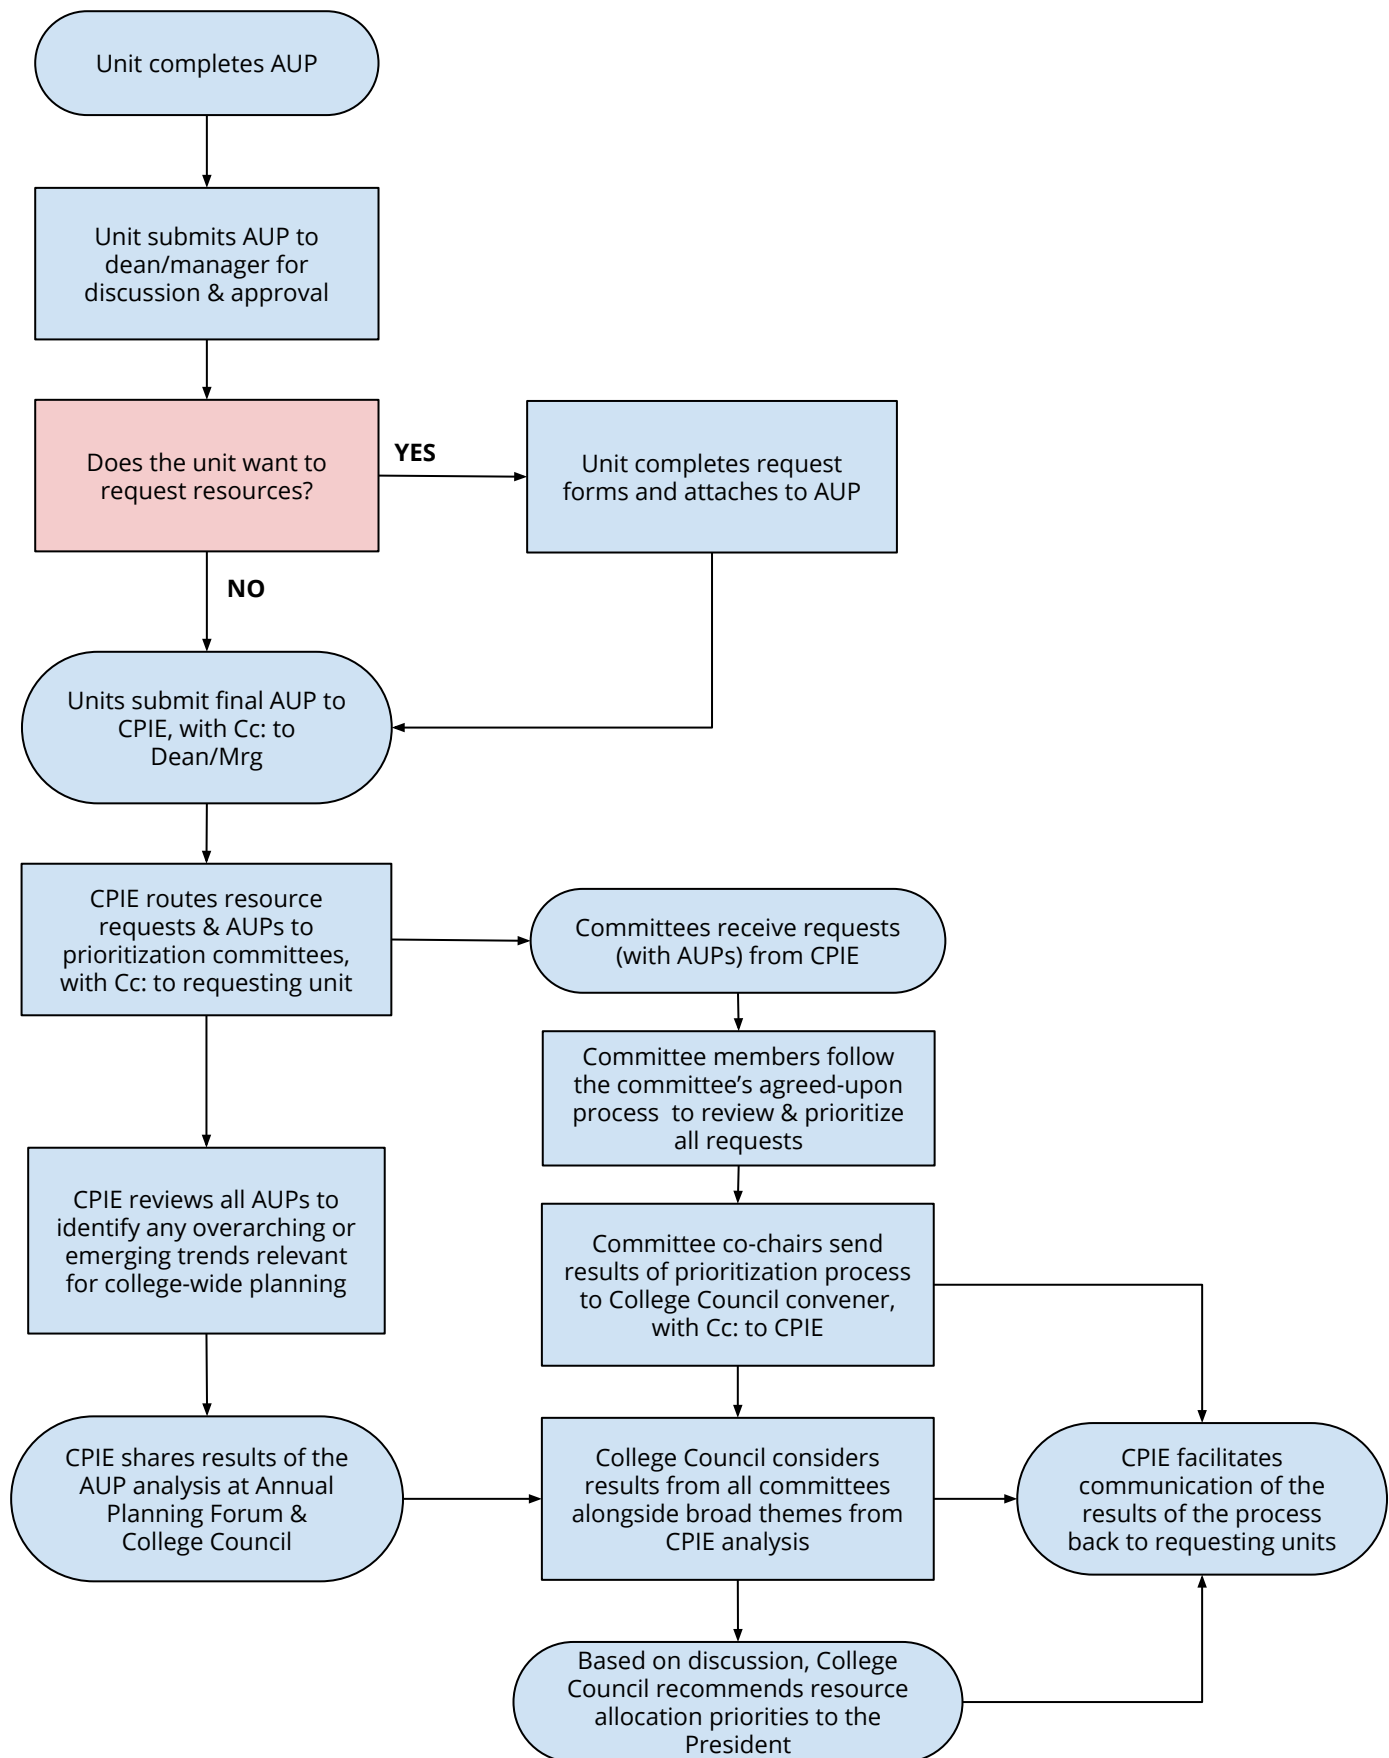 Unit completes AUP
Unit submits AUP to
dean/manager for
discussion & approval
Does the unit want to
request resources?
YES
Unit completes request
forms and attaches to AUP
NO
Units submit final AUP to
CPIE, with Cc: to
Dean/Mrg
CPIE routes resource
requests & AUPs to
prioritization committees,
with Cc: to requesting unit
Committees receive requests
(with AUPs) from CPIE
Committee members follow
the committee’s agreed-upon
process  to review & prioritize
all requests
CPIE reviews all AUPs to
identify any overarching or
emerging trends relevant
for college-wide planning
Committee co-chairs send
results of prioritization process
to College Council convener,
with Cc: to CPIE
CPIE shares results of the
AUP analysis at Annual
Planning Forum &
College Council
College Council considers
results from all committees
alongside broad themes from
CPIE analysis
CPIE facilitates
communication of the
results of the process
back to requesting units
Based on discussion, College
Council recommends resource
allocation priorities to the
President